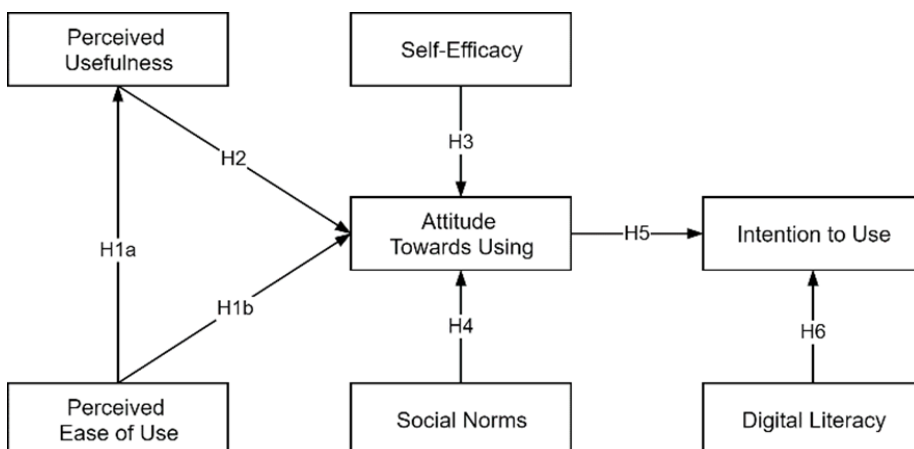 Perceived
Usefulness
Self-Efficacy
H3
H2
Attitude
Towards Using
H5
Intention to Use
H1a
H1b
H4
H6
Perceived
Ease of Use
Social Norms
Digital Literacy